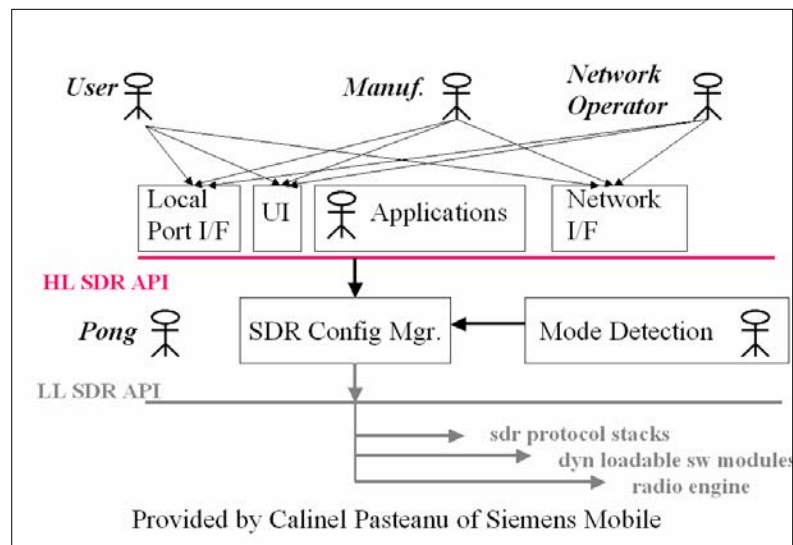 User
Manuf.
Network
Operator
Local
Port I/F
UI
Applications
Network
I/F
HL SDR API
Pong
SDR Config Mgr.
Mode Detection
LL SDR API
sdr protocol stacks
dyn loadable sw modules
radio engine
Provided by Calinel Pasteanu of Siemens Mobile